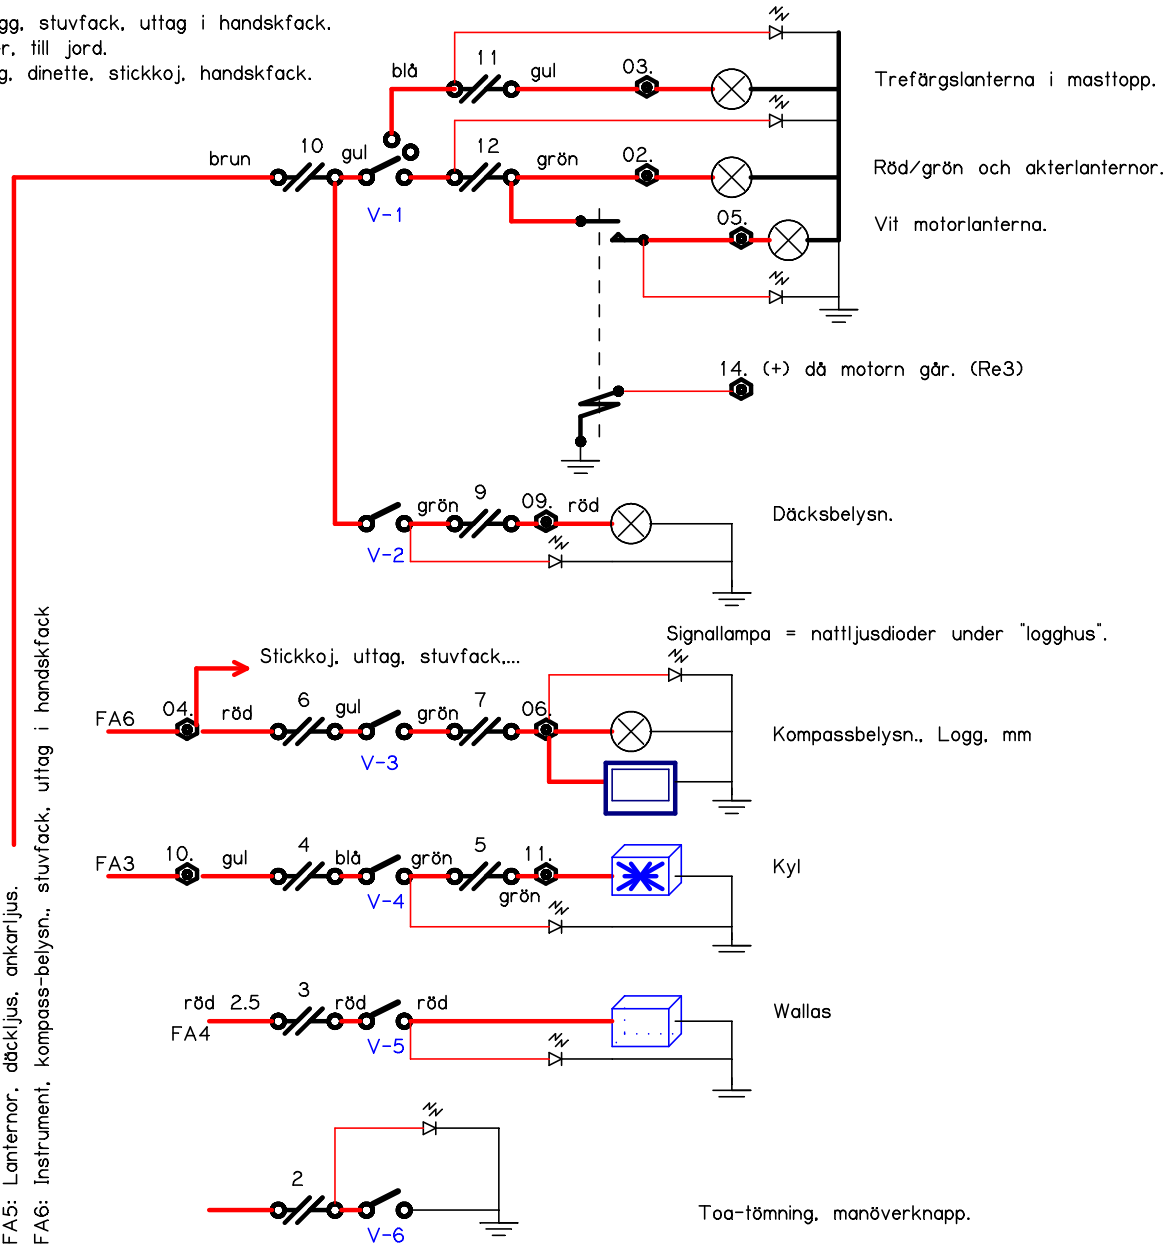 gg, stuvfack, uttag i handskfack.
r, till jord.
g, dinette, stickkoj, handskfack.
blå
11
gul
03.
Trefärgslanterna i masttopp.
brun
10
gul
12
grön
02.
Röd/grön och akterlanternor.
V-1
05.
Vit motorlanterna.
14. (+) då motorn går. (Re3)
grön
9
09.
röd
Däcksbelysn.
V-2
Signallampa = nattljusdioder under "logghus".
Stickkoj, uttag, stuvfack,...
FA6
04.
röd
6
gul
grön
7
06.
Kompassbelysn., Logg, mm
V-3
FA3
10.
gul
4
blå
grön
5
11.
Kyl
V-4
grön
röd 2.5
3
röd
röd
Wallas
FA4
V-5
2
V-6
Toa-tömning, manöverknapp.
FA5: Lanternor, däckljus, ankarljus.
FA6: Instrument, kompass-belysn., stuvfack, uttag i handskfack